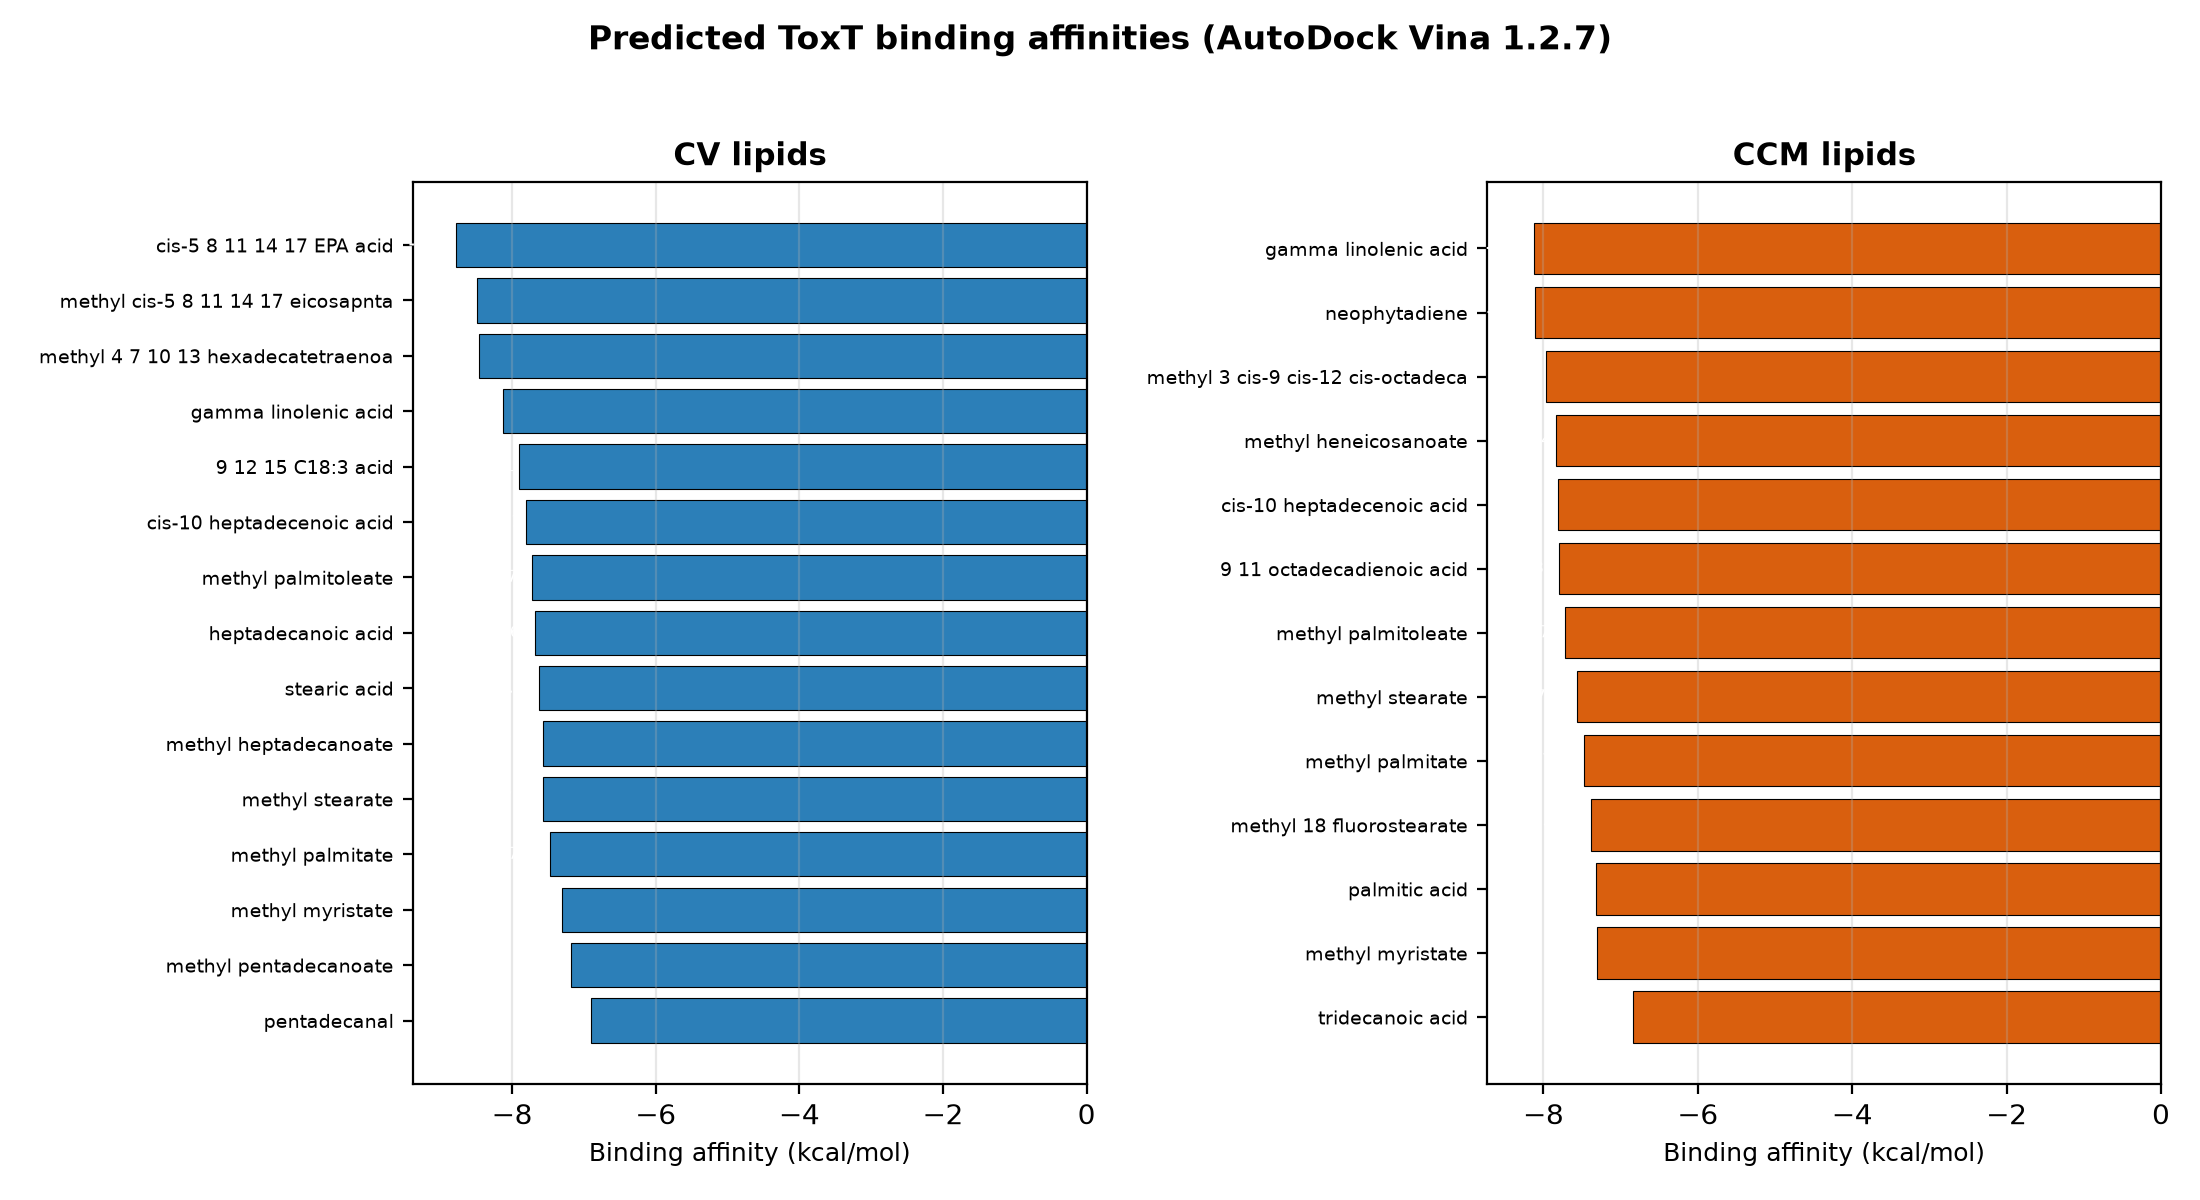 Predicted ToxT binding affinities (AutoDock Vina 1.2.7)
CV lipids
cis-5 8 11 14 17 EPA acid
methyl cis-5 8 11 14 17 eicosapnta
methyl 4 7 10 13 hexadecatetraenoa
gamma linolenic acid
9 12 15 C18:3 acid
cis-10 heptadecenoic acid
methyl palmitoleate
heptadecanoic acid
stearic acid
methyl heptadecanoate
methyl stearate
methyl palmitate
methyl myristate
methyl pentadecanoate
pentadecanal
−8 −6 −4 −2 0
Binding affinity (kcal/mol)
CCM lipids
gamma linolenic acid
neophytadiene
methyl 3 cis-9 cis-12 cis-octadeca
methyl heneicosanoate
cis-10 heptadecenoic acid
9 11 octadecadienoic acid
methyl palmitoleate
methyl stearate
methyl palmitate
methyl 18 fluorostearate
palmitic acid
methyl myristate
tridecanoic acid
−8 −6 −4 −2 0
Binding affinity (kcal/mol)